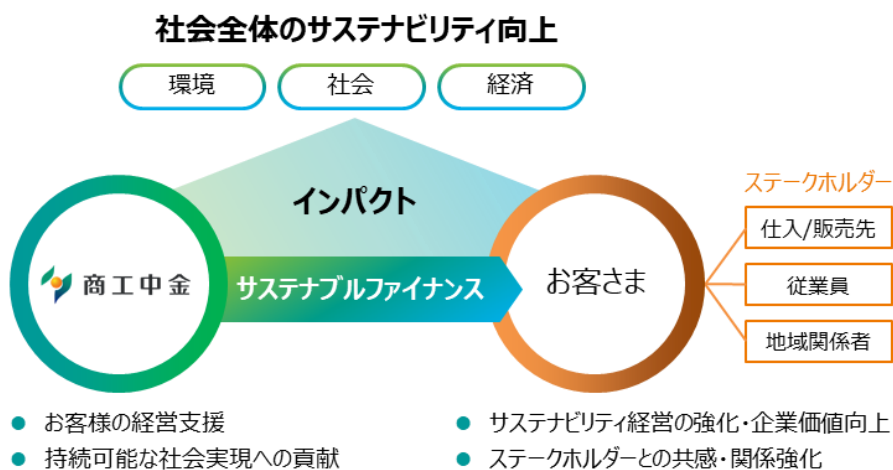 社会全体のサステナビリティ向上
環境
社会
経済
インパクト
ステークホルダー
仕入/販売先
商工中金
サステナブルファイナンス
お客さま
従業員
地域関係者
● お客様の経営支援
● 持続可能な社会実現への貢献
● サステナビリティ経営の強化・企業価値向上
● ステークホルダーとの共感・関係強化